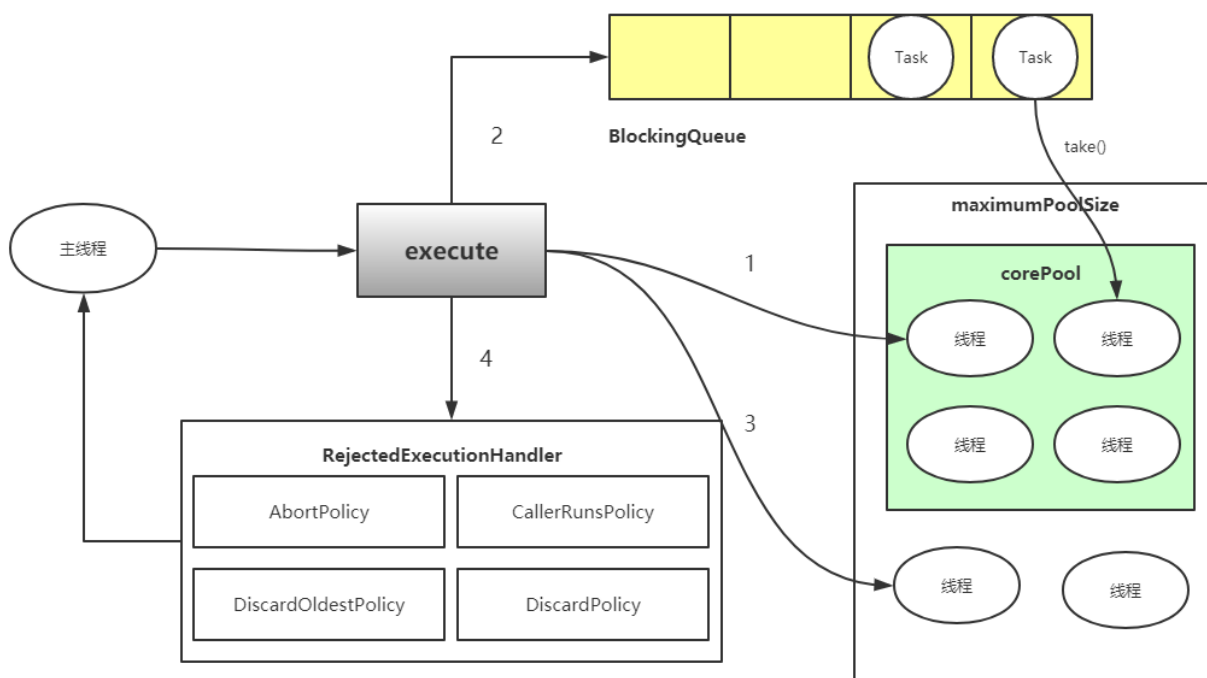 Task
Task
2
BlockingQueue
take()
maximumPoolSize
主线程
execute
1
corePool
线程
线程
4
3
线程
线程
RejectedExecutionHandler
AbortPolicy
CallerRunsPolicy
线程
线程
DiscardOldestPolicy
DiscardPolicy